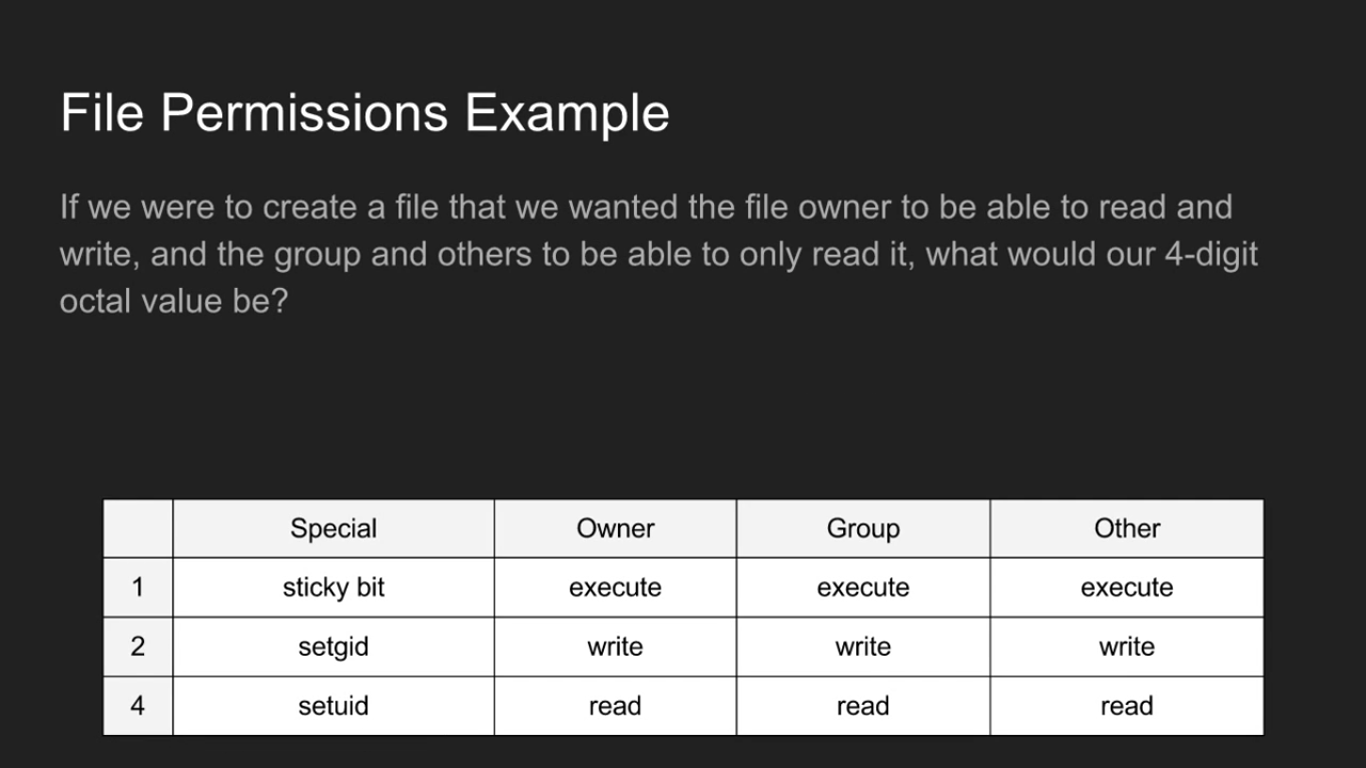 File Permissions Example
If we were to create a file that we wanted the file owner to be able to read and
write, and the group and others to be able to only read it, what would our 4-digit
octal value be?
Special Owner Group Other
1 sticky bit execute execute execute
2 setgid write write write
4 setuid read read read